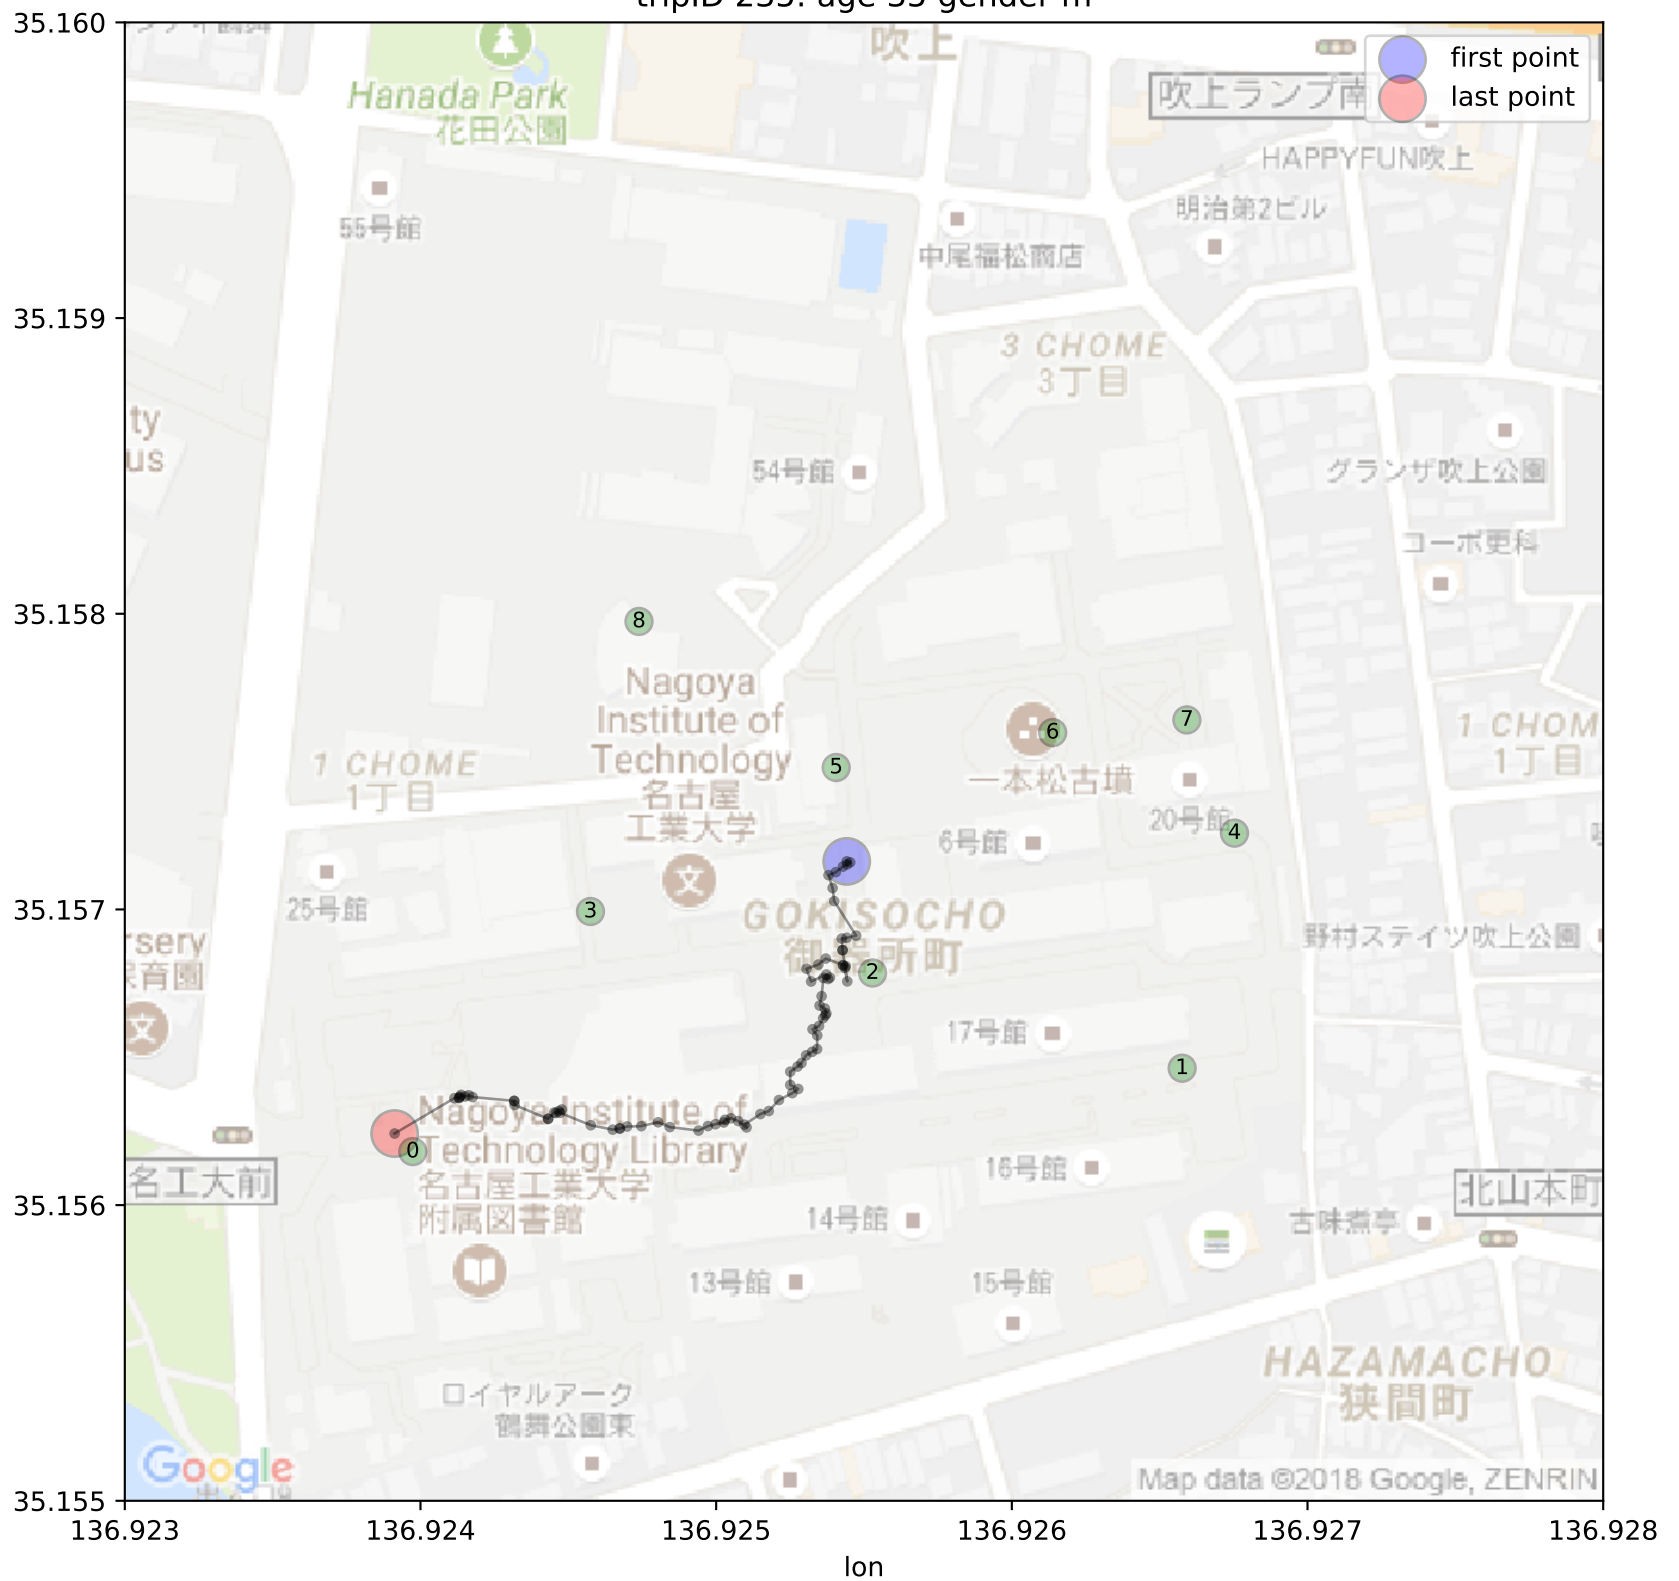 35.160
35.159
35.158
35.157
35.156
35.155
136.923
136.924
136.925
136.926
136.927
136.928
lon
first point
last point
Hanada Park
花田公園
吹上
吹上ランプ南
HAPPYFUN吹上
明治第2ビル
55号館
中尾福松商店
3 CHOME
3丁目
ty
us
54号館
グランザ吹上公園
コーポ更科
8
Nagoya
Institute of
Technology
名古屋
工業大学
1 CHOME
1丁目
5
6
7
一本松古墳
1 CHOM
1丁目
20号館
4
6号館
25号館
3
GOKISOCHO
所町
2
野村ステイツ吹上公園
rsery
育園
17号館
1
Nagoya Institute of
Technology Library
名古屋工業大学
附属図書館
0
名工大前
16号館
北山本町
14号館
古味煮亭
13号館
15号館
HAZAMACHO
狭間町
ロイヤルアーク
鶴舞公園東
Google
Map data ©2018 Google, ZENRIN